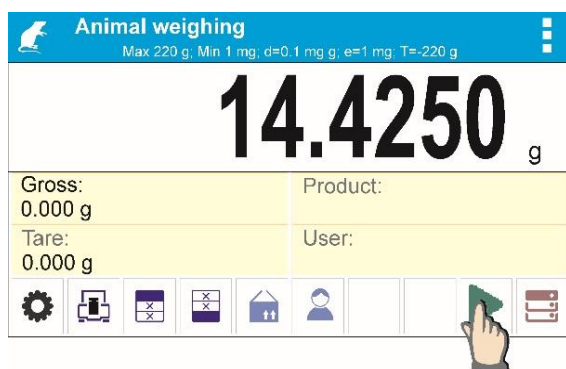 Animal weighing
Max 220 g; Min 1 mg; d=0.1 mg g; e=1 mg; T=-220 g
14.4250 g
Gross:
0.000 g
Product:
Tare:
0.000 g
User: